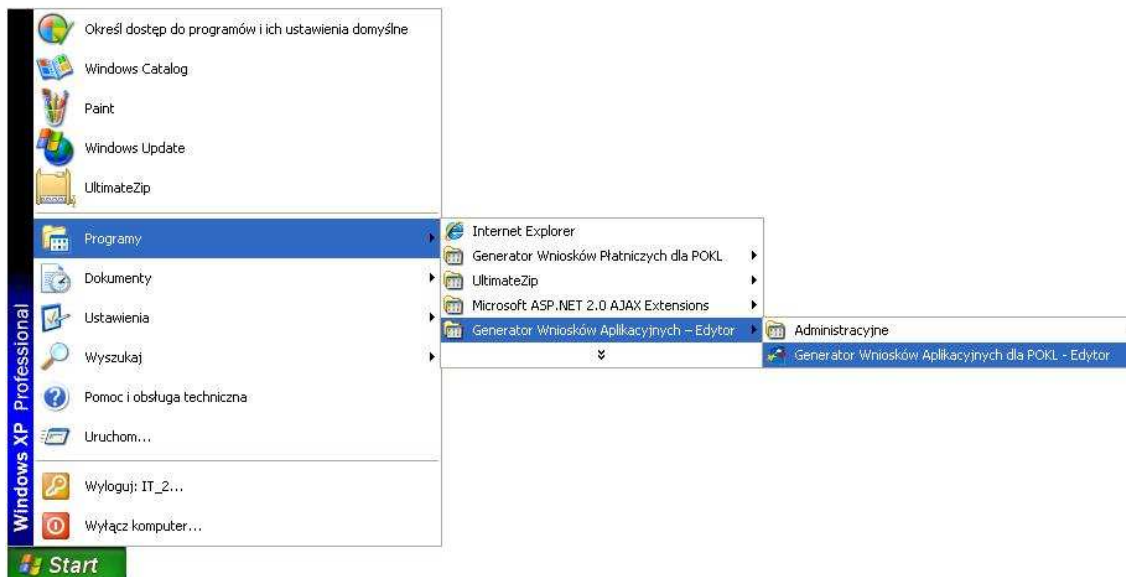 Określ dostęp do programów i ich ustawienia domyślne
Windows Catalog
Paint
Windows Update
UltimateZip
Programy
Dokumenty
Ustawienia
Wyszukaj
Pomoc i obsługa techniczna
Uruchom...
Wyloguj: IT_2...
Wyłącz komputer...
Windows XP Professional
Start
Internet Explorer
Generator Wniosków Płatniczych dla POKL
UltimateZip
Microsoft ASP.NET 2.0 AJAX Extensions
Generator Wniosków Aplikacyjnych – Edytor
Administracyjne
Generator Wniosków Aplikacyjnych dla POKL - Edytor